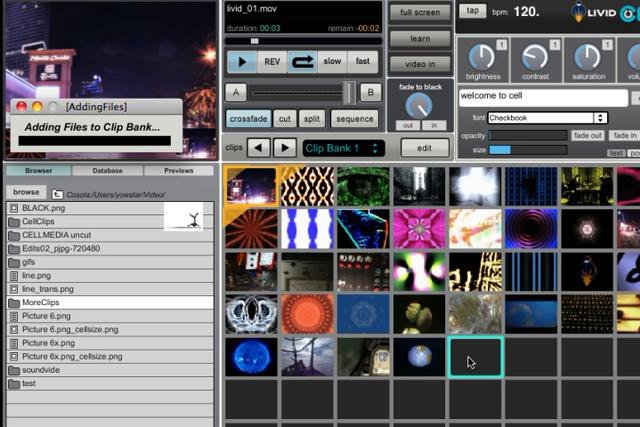 livid_01.mov
duration: 00:03 remain: -00:02
REV slow fast
A B
crossfade cut split sequence
clips Clip Bank 1 edit
full screen
learn
video in
fade to black
out in
tap bpm: 120. LIVID
1 1 1
brightness contrast saturation
welcome to cell
font Checkbook
opacity fade out fade in
size text
[AddingFiles]
Adding Files to Clip Bank...
Browser Database Previews
browse Cosola:/Users/yowstar/Video/
BLACK.png
CellClips
CELLMEDIA uncut
Edits02_pjpg-720480
gifs
line.png
line_trans.png
MoreClips
Picture 6.png
Picture 6.png_cellsize.png
Picture 6x.png
Picture 6x.png_cellsize.png
soundvide
test